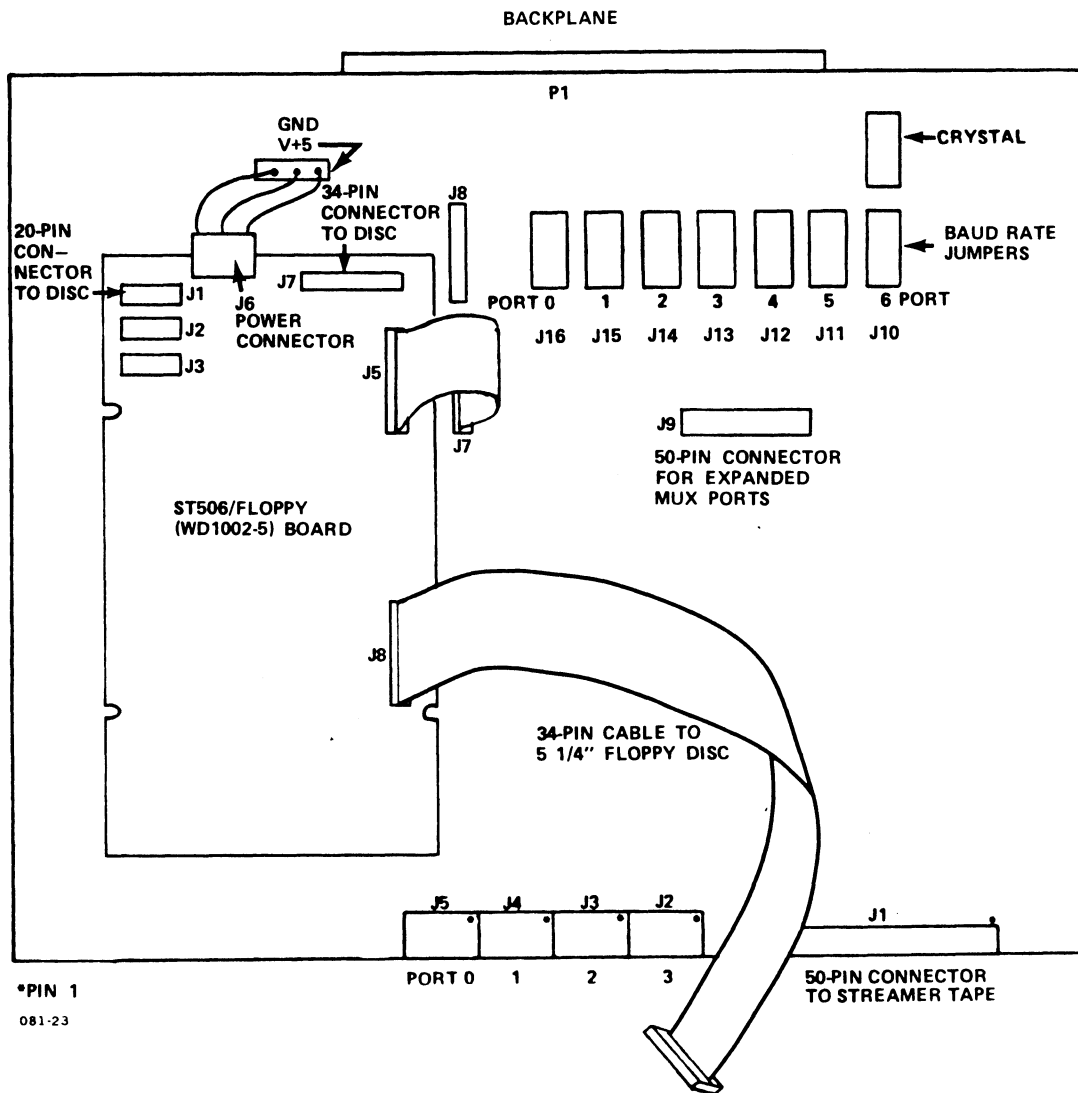 BACKPLANE
P1
GND
V+5
CRYSTAL
34-PIN
CONNECTOR
TO DISC
J8
20-PIN
CON-
NECTOR
TO DISC
J1
J2
J3
J6
POWER
CONNECTOR
J7
BAUD RATE
JUMPERS
PORT 0 1 2 3 4 5 6 PORT
J16 J15 J14 J13 J12 J11 J10
J5
J7
J9
50-PIN CONNECTOR
FOR EXPANDED
MUX PORTS
ST506/FLOPPY
(WD1002-5) BOARD
J8
34-PIN CABLE TO
5 1/4" FLOPPY DISC
J5 J4 J3 J2 J1
PORT 0 1 2 3
50-PIN CONNECTOR
TO STREAMER TAPE
*PIN 1
081-23